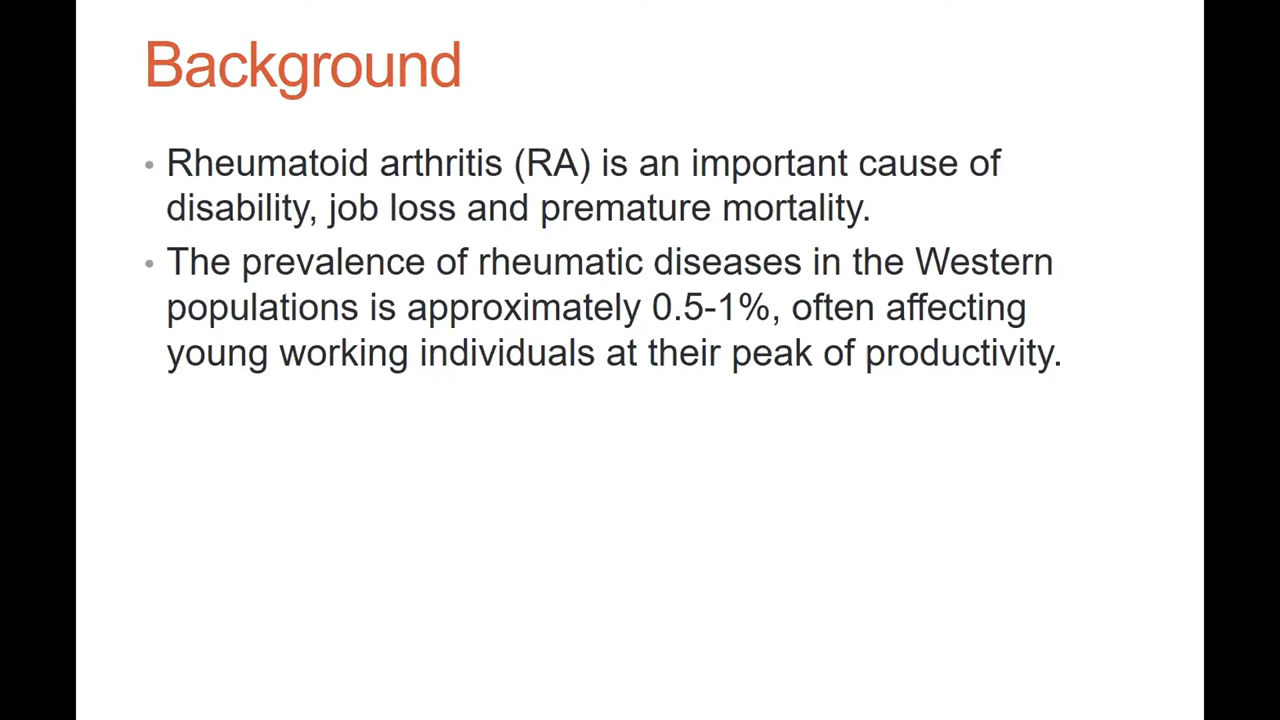 Background
• Rheumatoid arthritis (RA) is an important cause of
disability, job loss and premature mortality.
• The prevalence of rheumatic diseases in the Western
populations is approximately 0.5-1%, often affecting
young working individuals at their peak of productivity.